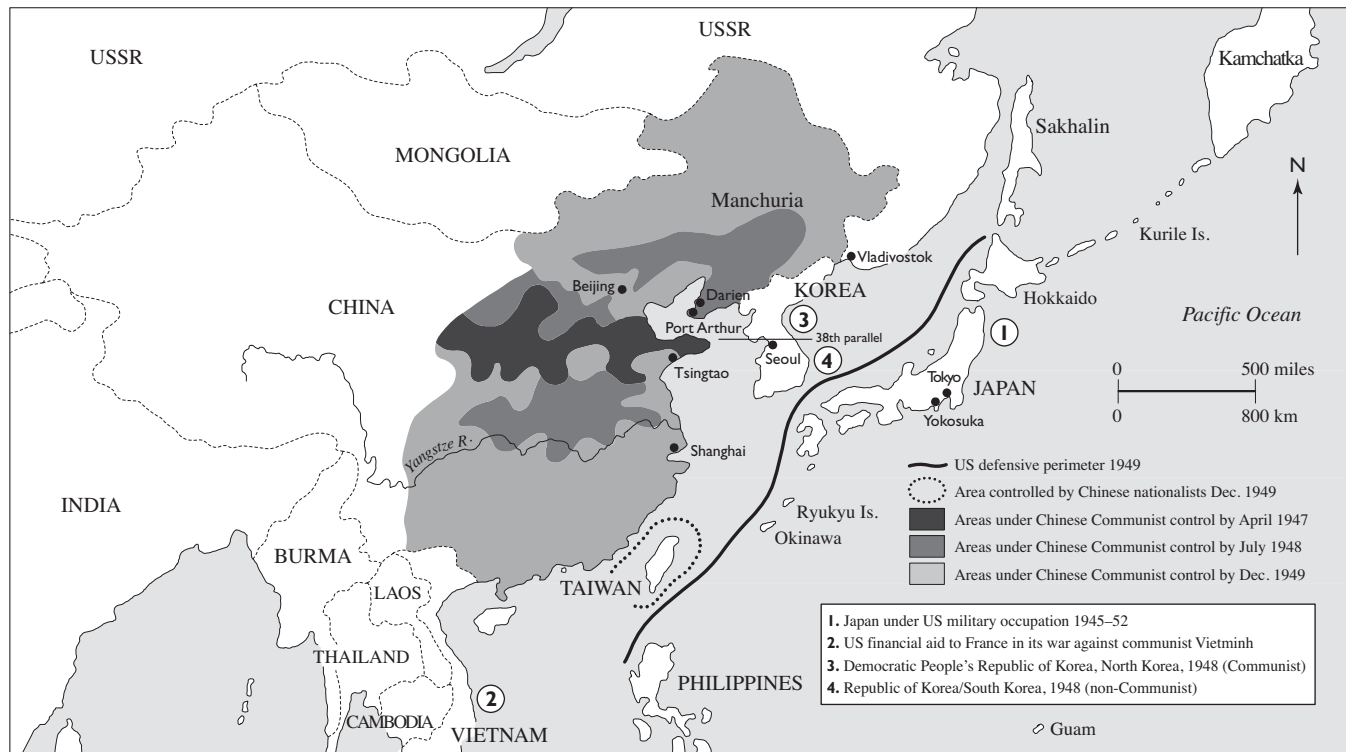 USSR
USSR
Kamchatka
Sakhalin
MONGOLIA
N
Manchuria
Kurile Is.
Vladivostok
Beijing
Darien
KOREA
Hokkaido
CHINA
3
Port Arthur
38th parallel
1
Pacific Ocean
Seoul
4
Tsingtao
0 500 miles
Tokyo
JAPAN
0 800 km
Yokosuka
Yangstze R.
Shanghai
US defensive perimeter 1949
INDIA
Area controlled by Chinese nationalists Dec. 1949
Ryukyu Is.
Areas under Chinese Communist control by April 1947
Okinawa
BURMA
Areas under Chinese Communist control by July 1948
TAIWAN
Areas under Chinese Communist control by Dec. 1949
LAOS
1. Japan under US military occupation 1945–52
2. US financial aid to France in its war against communist Vietminh
THAILAND
3. Democratic People's Republic of Korea, North Korea, 1948 (Communist)
PHILIPPINES
4. Republic of Korea/South Korea, 1948 (non-Communist)
2
CAMBODIA
VIETNAM
Guam